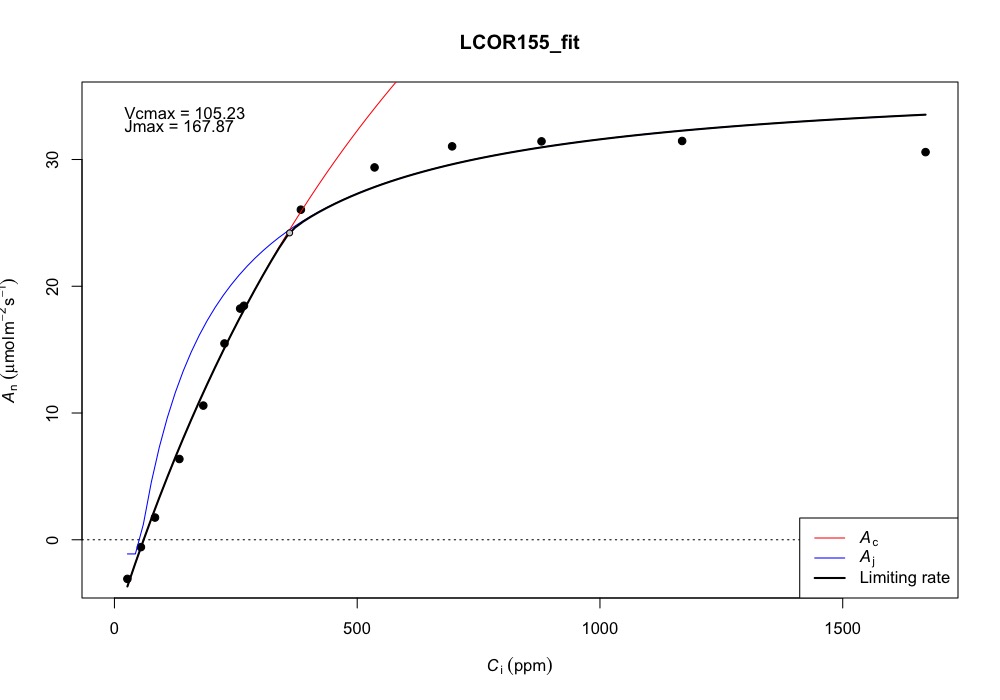 LCOR155_fit
Vcmax = 105.23
Jmax = 167.87
30
20
10
0
An (μmolm−2s−1)
0 500 1000 1500
Ci (ppm)
Ac
Aj
Limiting rate